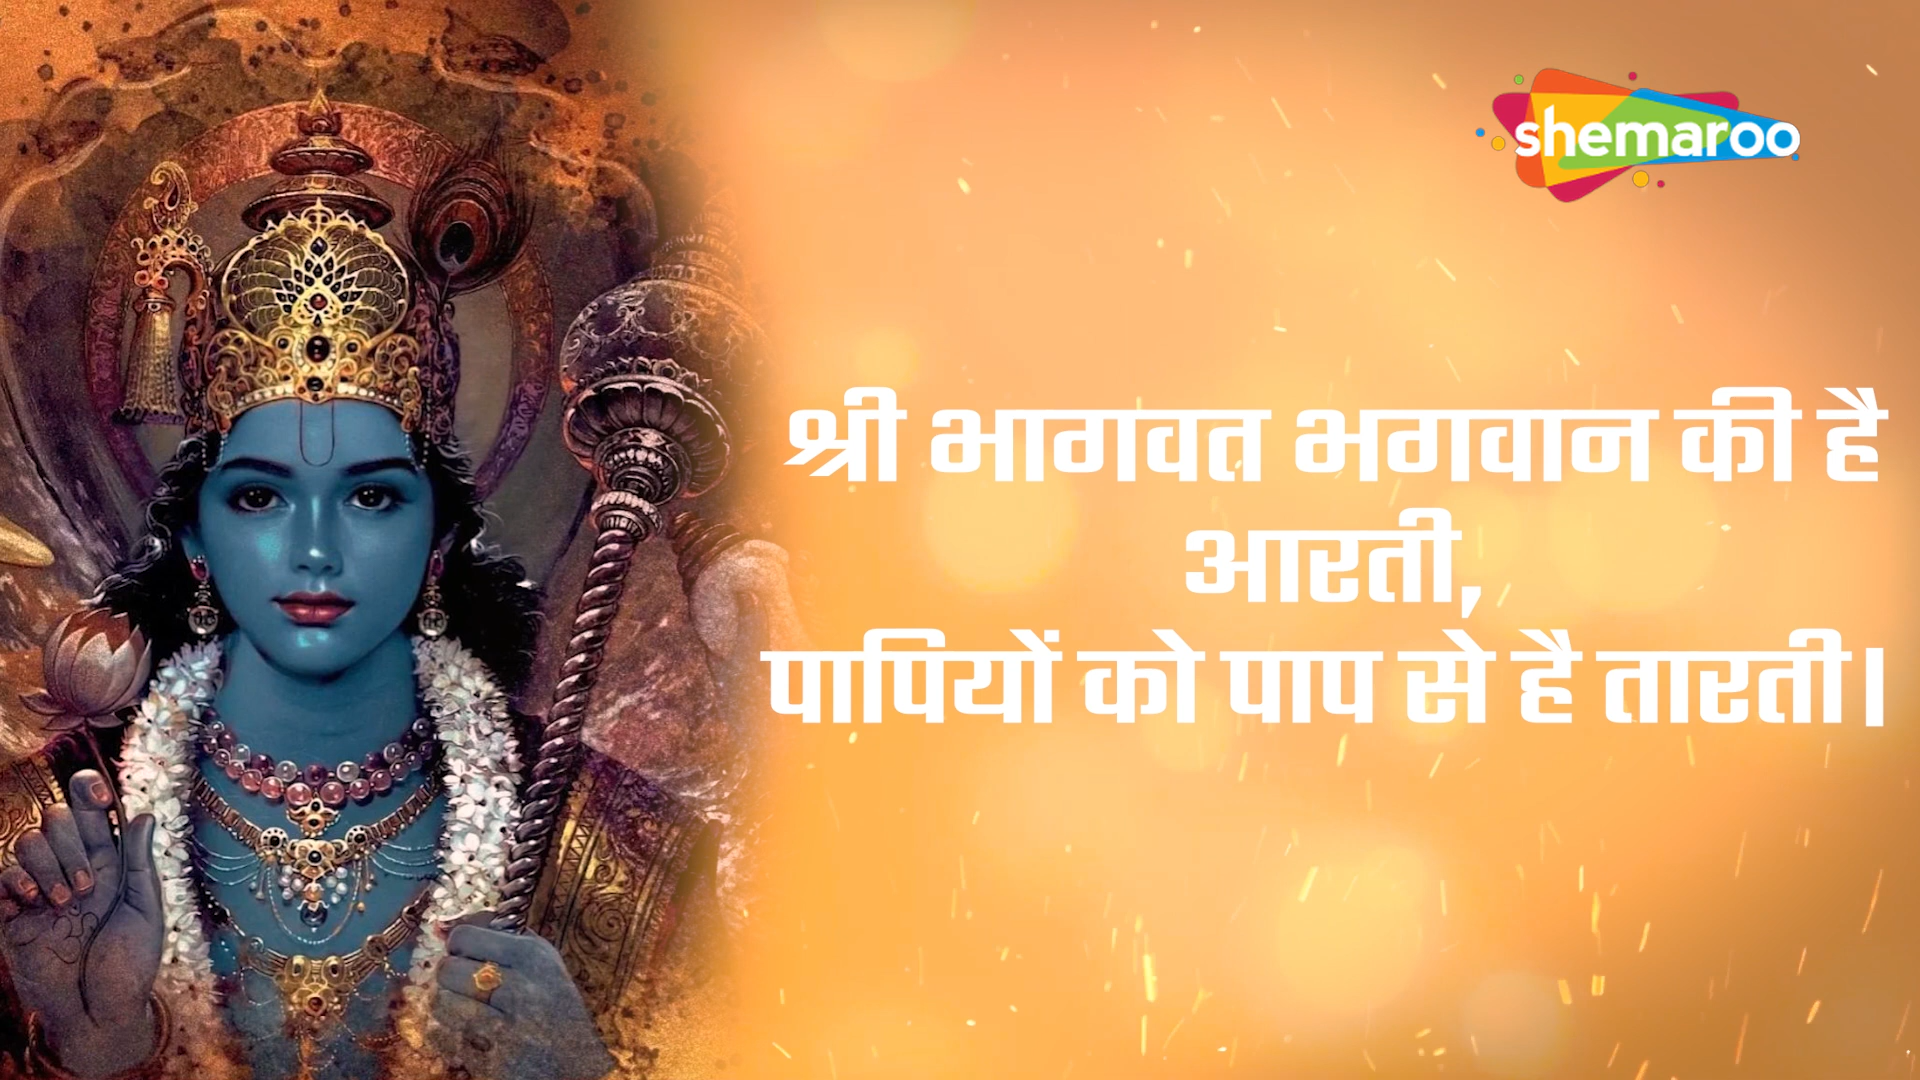 shemaroo
श्री भागवत भगवान की है
आरती,
पापियों को पाप से है तारती।